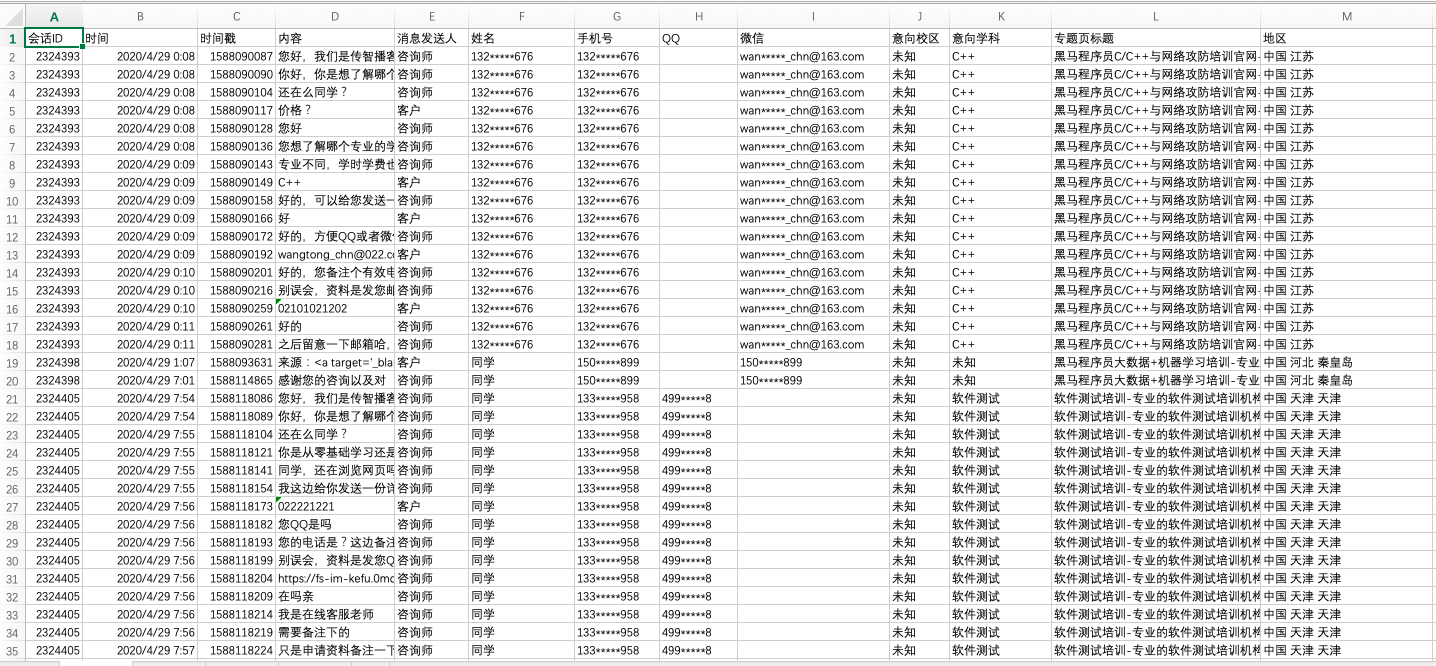 A B C D E F G H I J K L M
1 会话ID 时间 时间戳 内容 消息发送人 姓名 手机号 QQ 微信 意向校区 意向学科 专题页标题 地区
2 2324393 2020/4/29 0:08 1588090087 您好，我们是传智播客 咨询师 132*****676 132*****676 wan*****_chn@163.com 未知 C++ 黑马程序员C/C++与网络攻防培训官网- 中国 江苏
3 2324393 2020/4/29 0:08 1588090090 你好，你是想了解哪个 咨询师 132*****676 132*****676 wan*****_chn@163.com 未知 C++ 黑马程序员C/C++与网络攻防培训官网- 中国 江苏
4 2324393 2020/4/29 0:08 1588090104 还在么同学？ 咨询师 132*****676 132*****676 wan*****_chn@163.com 未知 C++ 黑马程序员C/C++与网络攻防培训官网- 中国 江苏
5 2324393 2020/4/29 0:08 1588090117 价格？ 客户 132*****676 132*****676 wan*****_chn@163.com 未知 C++ 黑马程序员C/C++与网络攻防培训官网- 中国 江苏
6 2324393 2020/4/29 0:08 1588090128 您好 咨询师 132*****676 132*****676 wan*****_chn@163.com 未知 C++ 黑马程序员C/C++与网络攻防培训官网- 中国 江苏
7 2324393 2020/4/29 0:08 1588090136 您想了解哪个专业的学 咨询师 132*****676 132*****676 wan*****_chn@163.com 未知 C++ 黑马程序员C/C++与网络攻防培训官网- 中国 江苏
8 2324393 2020/4/29 0:09 1588090143 专业不同，学时学费也 咨询师 132*****676 132*****676 wan*****_chn@163.com 未知 C++ 黑马程序员C/C++与网络攻防培训官网- 中国 江苏
9 2324393 2020/4/29 0:09 1588090149 C++ 客户 132*****676 132*****676 wan*****_chn@163.com 未知 C++ 黑马程序员C/C++与网络攻防培训官网- 中国 江苏
10 2324393 2020/4/29 0:09 1588090158 好的，可以给您发送一 咨询师 132*****676 132*****676 wan*****_chn@163.com 未知 C++ 黑马程序员C/C++与网络攻防培训官网- 中国 江苏
11 2324393 2020/4/29 0:09 1588090166 好 客户 132*****676 132*****676 wan*****_chn@163.com 未知 C++ 黑马程序员C/C++与网络攻防培训官网- 中国 江苏
12 2324393 2020/4/29 0:09 1588090172 好的，方便QQ或者微 咨询师 132*****676 132*****676 wan*****_chn@163.com 未知 C++ 黑马程序员C/C++与网络攻防培训官网- 中国 江苏
13 2324393 2020/4/29 0:09 1588090192 wangtong_chn@022.c 客户 132*****676 132*****676 wan*****_chn@163.com 未知 C++ 黑马程序员C/C++与网络攻防培训官网- 中国 江苏
14 2324393 2020/4/29 0:10 1588090201 好的，您备注个有效电 咨询师 132*****676 132*****676 wan*****_chn@163.com 未知 C++ 黑马程序员C/C++与网络攻防培训官网- 中国 江苏
15 2324393 2020/4/29 0:10 1588090216 别误会，资料是发您邮 咨询师 132*****676 132*****676 wan*****_chn@163.com 未知 C++ 黑马程序员C/C++与网络攻防培训官网- 中国 江苏
16 2324393 2020/4/29 0:10 1588090259 02101021202 客户 132*****676 132*****676 wan*****_chn@163.com 未知 C++ 黑马程序员C/C++与网络攻防培训官网- 中国 江苏
17 2324393 2020/4/29 0:11 1588090261 好的 咨询师 132*****676 132*****676 wan*****_chn@163.com 未知 C++ 黑马程序员C/C++与网络攻防培训官网- 中国 江苏
18 2324393 2020/4/29 0:11 1588090281 之后留意一下邮箱哈， 咨询师 132*****676 132*****676 wan*****_chn@163.com 未知 C++ 黑马程序员C/C++与网络攻防培训官网- 中国 江苏
19 2324398 2020/4/29 1:07 1588093631 来源：<a target='_bla 客户 同学 150*****899 150*****899 未知 未知 黑马程序员大数据+机器学习培训-专业 中国 河北 秦皇岛
20 2324398 2020/4/29 7:01 1588114865 感谢您的咨询以及对 咨询师 同学 150*****899 150*****899 未知 未知 黑马程序员大数据+机器学习培训-专业 中国 河北 秦皇岛
21 2324405 2020/4/29 7:54 1588118086 您好，我们是传智播客 咨询师 同学 133*****958 499*****8 未知 软件测试 软件测试培训-专业的软件测试培训机构 中国 天津 天津
22 2324405 2020/4/29 7:54 1588118089 你好，你是想了解哪个 咨询师 同学 133*****958 499*****8 未知 软件测试 软件测试培训-专业的软件测试培训机构 中国 天津 天津
23 2324405 2020/4/29 7:55 1588118104 还在么同学？ 咨询师 同学 133*****958 499*****8 未知 软件测试 软件测试培训-专业的软件测试培训机构 中国 天津 天津
24 2324405 2020/4/29 7:55 1588118121 你是从零基础学习还是 咨询师 同学 133*****958 499*****8 未知 软件测试 软件测试培训-专业的软件测试培训机构 中国 天津 天津
25 2324405 2020/4/29 7:55 1588118141 同学，还在浏览网页吗 咨询师 同学 133*****958 499*****8 未知 软件测试 软件测试培训-专业的软件测试培训机构 中国 天津 天津
26 2324405 2020/4/29 7:55 1588118154 我这边给你发送一份详 咨询师 同学 133*****958 499*****8 未知 软件测试 软件测试培训-专业的软件测试培训机构 中国 天津 天津
27 2324405 2020/4/29 7:56 1588118173 022221221 客户 同学 133*****958 499*****8 未知 软件测试 软件测试培训-专业的软件测试培训机构 中国 天津 天津
28 2324405 2020/4/29 7:56 1588118182 您QQ是吗 咨询师 同学 133*****958 499*****8 未知 软件测试 软件测试培训-专业的软件测试培训机构 中国 天津 天津
29 2324405 2020/4/29 7:56 1588118193 您的电话是？这边备注 咨询师 同学 133*****958 499*****8 未知 软件测试 软件测试培训-专业的软件测试培训机构 中国 天津 天津
30 2324405 2020/4/29 7:56 1588118199 别误会，资料是发您Q 咨询师 同学 133*****958 499*****8 未知 软件测试 软件测试培训-专业的软件测试培训机构 中国 天津 天津
31 2324405 2020/4/29 7:56 1588118204 https://fs-im-kefu.0mo 咨询师 同学 133*****958 499*****8 未知 软件测试 软件测试培训-专业的软件测试培训机构 中国 天津 天津
32 2324405 2020/4/29 7:56 1588118209 在吗亲 咨询师 同学 133*****958 499*****8 未知 软件测试 软件测试培训-专业的软件测试培训机构 中国 天津 天津
33 2324405 2020/4/29 7:56 1588118214 我是在线客服老师 咨询师 同学 133*****958 499*****8 未知 软件测试 软件测试培训-专业的软件测试培训机构 中国 天津 天津
34 2324405 2020/4/29 7:56 1588118219 需要备注下的 咨询师 同学 133*****958 499*****8 未知 软件测试 软件测试培训-专业的软件测试培训机构 中国 天津 天津
35 2324405 2020/4/29 7:57 1588118224 只是申请资料备注一下 咨询师 同学 133*****958 499*****8 未知 软件测试 软件测试培训-专业的软件测试培训机构 中国 天津 天津